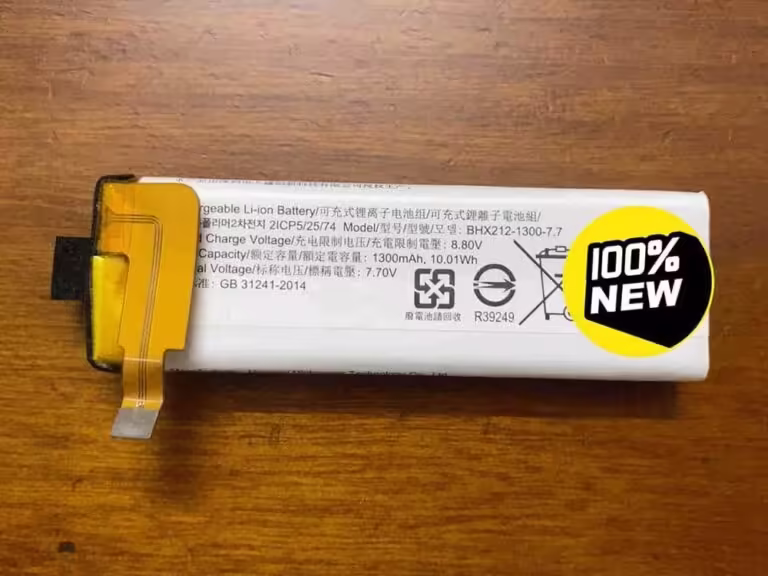 rgeable Li-ion Battery/可充式锂离子电池组/可充式鋰離子電池組/
폴리머2차전지 2ICP5/25/74 Model/型号/型號/모델: BHX212-1300-7.7
Charge Voltage/充电限制电压/充電限制電壓: 8.80V
Capacity/额定容量/額定電容量: 1300mAh, 10.01Wh
al Voltage/标称电压/標稱電壓: 7.70V
准: GB 31241-2014
廢電池請回收
R39249
100%
NEW
Technology Co., Ltd